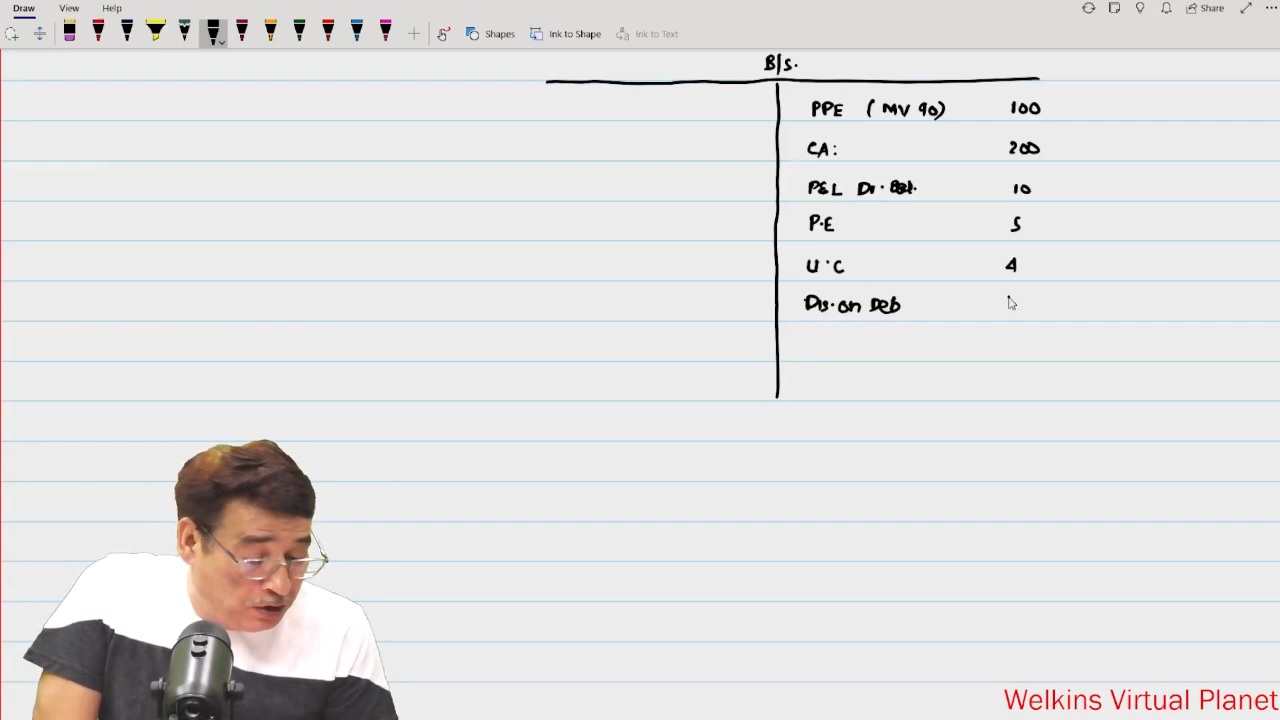 Draw View Help Share
Shapes Ink to Shape Ink to Text
B/S.
PPE (MV 90) 100
CA: 200
P&L Dr. Bal. 10
P.E 5
U.C 4
Dis. on Deb
Welkins Virtual Planet